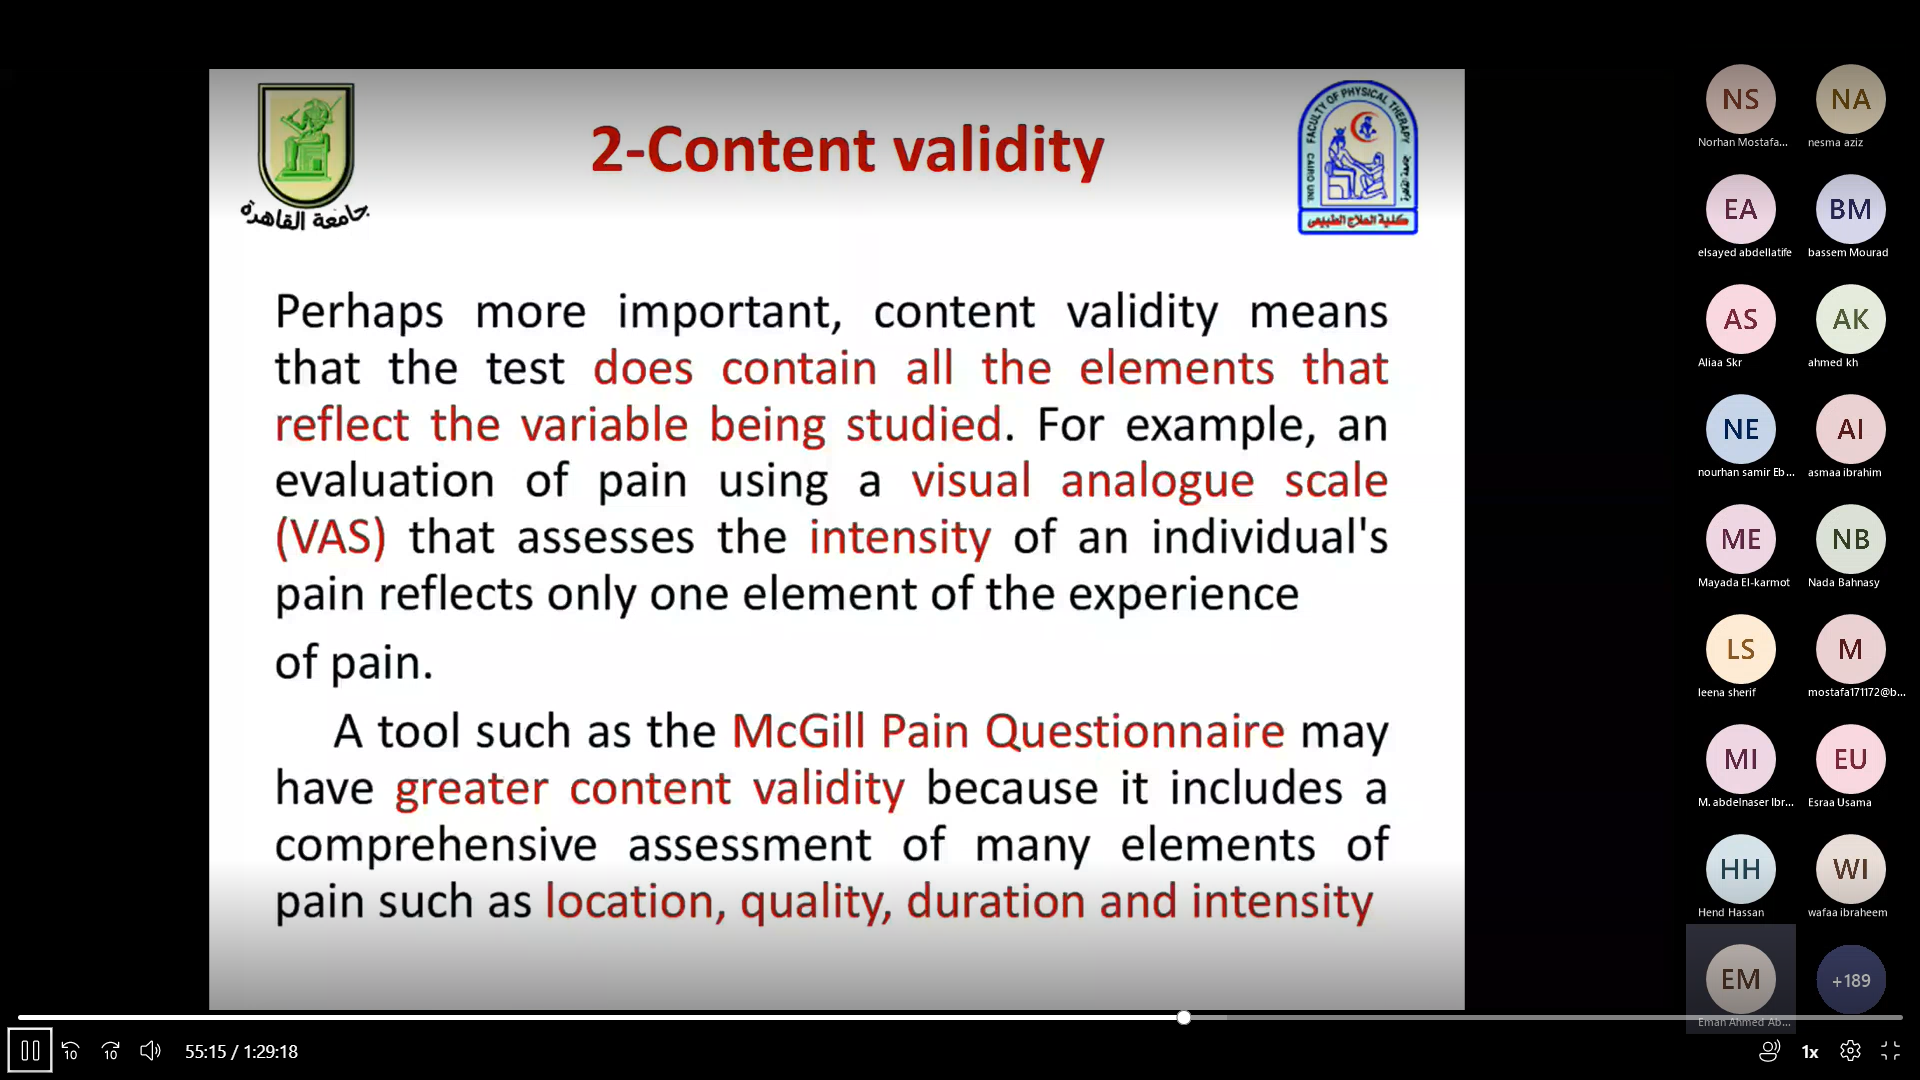 جامعة القاهرة
2-Content validity
FACULTY OF PHYSICAL THERAPY
CAIRO UNI.
كلية العلاج الطبيعى
Perhaps more important, content validity means
that the test does contain all the elements that
reflect the variable being studied. For example, an
evaluation of pain using a visual analogue scale
(VAS) that assesses the intensity of an individual's
pain reflects only one element of the experience
of pain.
A tool such as the McGill Pain Questionnaire may
have greater content validity because it includes a
comprehensive assessment of many elements of
pain such as location, quality, duration and intensity
NS NA
Norhan Mostafa... nesma aziz
EA BM
elsayed abdellatife bassem Mourad
AS AK
Aliaa Skr ahmed kh
NE AI
nourhan samir Eb... asmaa ibrahim
ME NB
Mayada El-karmot Nada Bahnasy
LS M
leena sherif mostafa171172@b...
MI EU
M. abdelnaser Ibr... Esraa Usama
HH WI
Hend Hassan wafaa ibraheem
EM +189
Eman Ahmed Ab...
10 10 55:15 / 1:29:18 1x